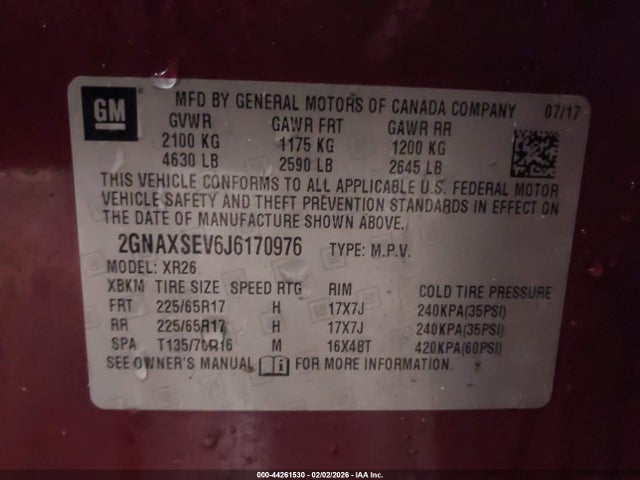 GM
MFD BY GENERAL MOTORS OF CANADA COMPANY 07/17
GVWR GAWR FRT GAWR RR
2100 KG 1175 KG 1200 KG
4630 LB 2590 LB 2645 LB
THIS VEHICLE CONFORMS TO ALL APPLICABLE U.S. FEDERAL MOTOR
VEHICLE SAFETY AND THEFT PREVENTION STANDARDS IN EFFECT ON
THE DATE OF MANUFACTURE SHOWN ABOVE.
2GNAXSEV6J6170976 TYPE: M.P.V.
MODEL: XR26
XBKM TIRE SIZE SPEED RTG RIM COLD TIRE PRESSURE
FRT 225/65R17 H 17X7J 240KPA(35PSI)
RR 225/65R17 H 17X7J 240KPA(35PSI)
SPA T135/70R16 M 16X4BT 420KPA(60PSI)
SEE OWNER'S MANUAL i FOR MORE INFORMATION.
000-44261530 - 02/02/2026 - IAA Inc.